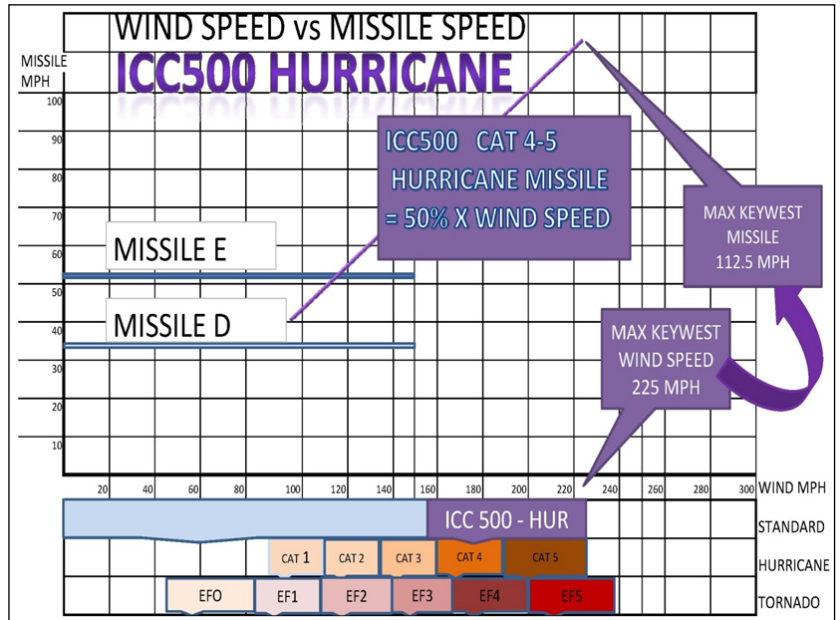 WIND SPEED vs MISSILE SPEED
ICC500 HURRICANE
MISSILE
MPH
100
90
80
70
60
50
40
30
20
10
ICC500 CAT 4-5
HURRICANE MISSILE
= 50% X WIND SPEED
MISSILE E
MISSILE D
MAX KEYWEST
MISSILE
112.5 MPH
MAX KEYWEST
WIND SPEED
225 MPH
20 40 60 80 100 120 140 160 180 200 220 240 260 280 300 WIND MPH
ICC 500 - HUR STANDARD
CAT 1 CAT 2 CAT 3 CAT 4 CAT 5 HURRICANE
EF0 EF1 EF2 EF3 EF4 EF5 TORNADO